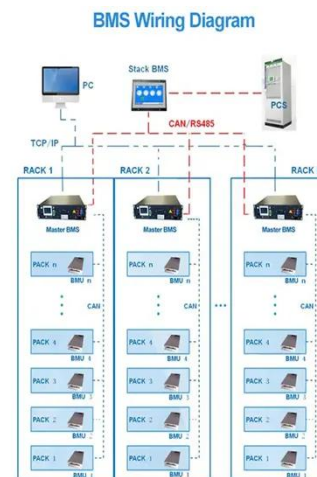 BMS Wiring Diagram
PC
Stack BMS
PCS
CAN/RS485
TCP/IP
RACK 1
RACK 2
RACK
Master BMS
Master BMS
Master BMS
PACK n
BMU n
PACK n
BMU n
PACK n
BMU n
CAN
CAN
CAN
PACK 4
BMU 4
PACK 4
BMU 4
PACK 4
BMU 4
PACK 3
BMU 3
PACK 3
BMU 3
PACK 3
BMU 3
PACK 2
BMU 2
PACK 2
BMU 2
PACK 2
BMU 2
PACK 1
BMU 1
PACK 1
BMU 1
PACK 1
BMU 1